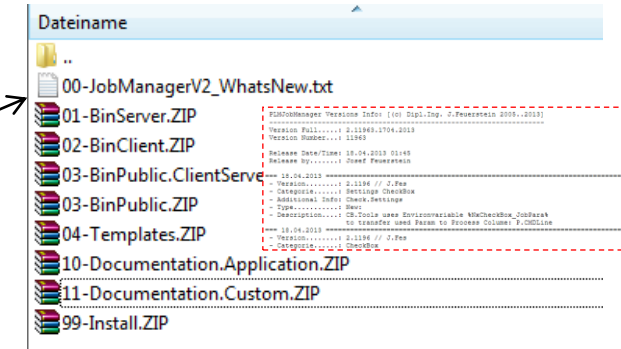 Dateiname
..
00-JobManagerV2_WhatsNew.txt
01-BinServer.ZIP
02-BinClient.ZIP
03-BinPublic.ClientServe
03-BinPublic.ZIP
04-Templates.ZIP
10-Documentation.Application.ZIP
11-Documentation.Custom.ZIP
99-Install.ZIP
PLMJobManager Versions Info: [(c) Dipl.Ing. J.Feuerstein 2008..2013]
Version Full.....: 2.11963.1704.2013
Version Number...: 11963
Release Date/Time: 18.04.2013 01:45
Release by.......: Josef Feuerstein
=== 18.04.2013 ===
- Version........: 2.1196 // J.Fes
- Categorie......: Settings CheckBox
- Additional Info: Check.Settings
- Type...........: New:
- Description....: CB.Tools uses Environvariable %NxCheckBox_JobPara%
to transfer used Param to Process Colume: P.CMDLine
=== 18.04.2013 ===
- Version........: 2.1196 // J.Fes
- Categorie......: CheckBox